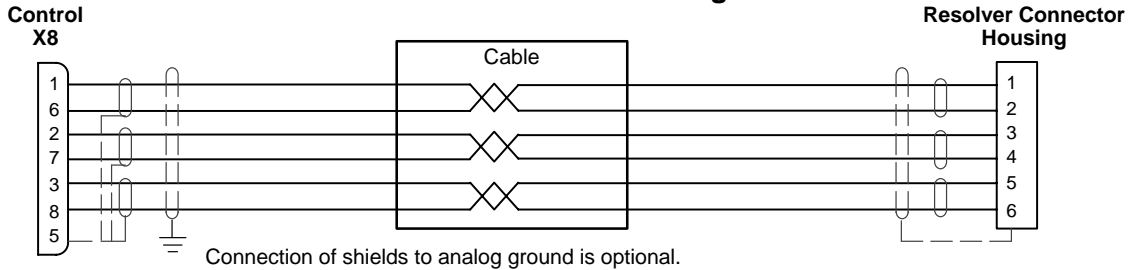 Control
X8
Resolver Connector
Housing
Cable
1
6
2
7
3
8
5
1
2
3
4
5
6
Connection of shields to analog ground is optional.